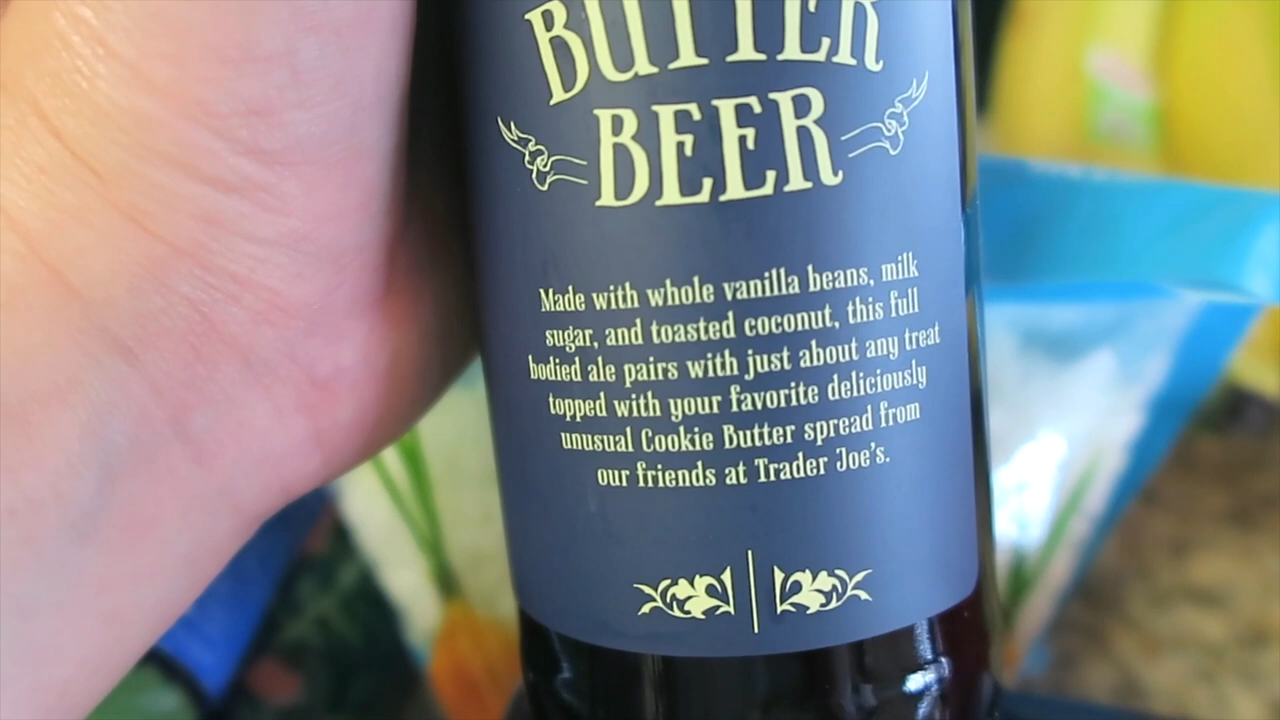 BUTTER
BEER
Made with whole vanilla beans, milk
sugar, and toasted coconut, this full
bodied ale pairs with just about any treat
topped with your favorite deliciously
unusual Cookie Butter spread from
our friends at Trader Joe's.